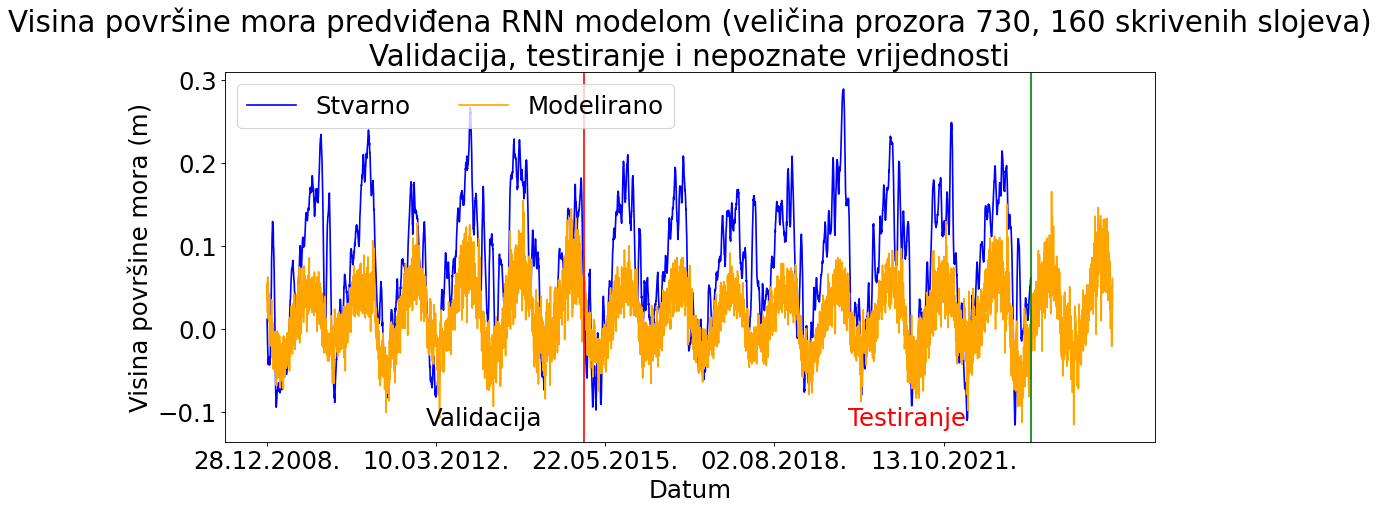 Visina površine mora predviđena RNN modelom (veličina prozora 730, 160 skrivenih slojeva)
Validacija, testiranje i nepoznate vrijednosti
Stvarno
Modelirano
Visina površine mora (m)
0.3
0.2
0.1
0.0
−0.1
Validacija
Testiranje
28.12.2008.
10.03.2012.
22.05.2015.
02.08.2018.
13.10.2021.
Datum